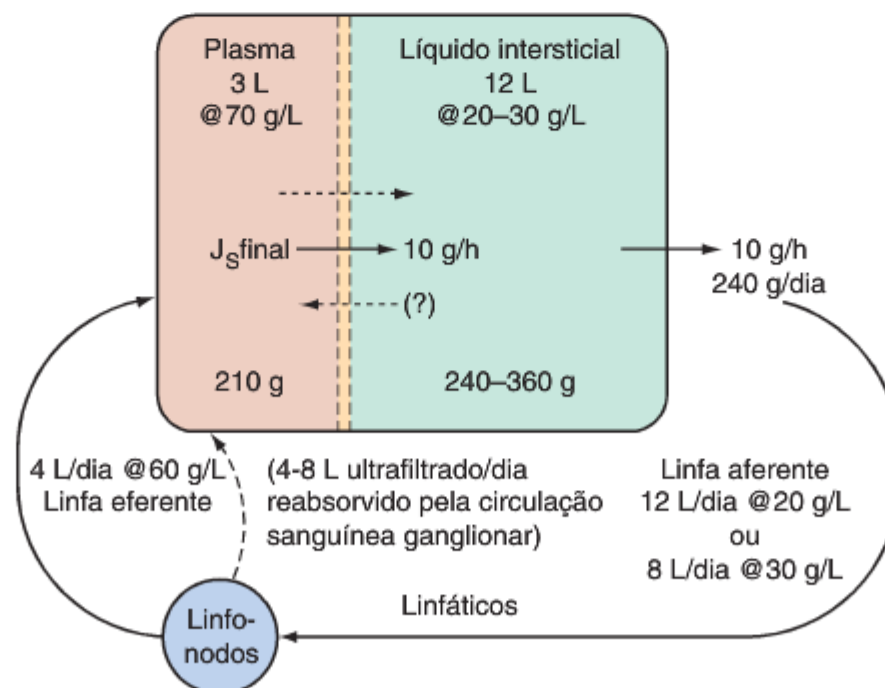 Plasma
3 L
@70 g/L
Líquido intersticial
12 L
@20–30 g/L
JSfinal
10 g/h
(?)
10 g/h
240 g/dia
210 g
240–360 g
4 L/dia @60 g/L
Linfa eferente
(4-8 L ultrafiltrado/dia
reabsorvido pela circulação
sanguínea ganglionar)
Linfa aferente
12 L/dia @20 g/L
ou
8 L/dia @30 g/L
Linfáticos
Linfo-
nodos